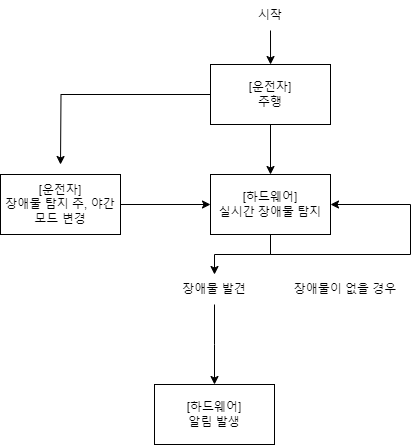 시작
[운전자]
주행
[운전자]
장애물 탐지 주, 야간
모드 변경
[하드웨어]
실시간 장애물 탐지
장애물 발견
장애물이 없을 경우
[하드웨어]
알림 발생